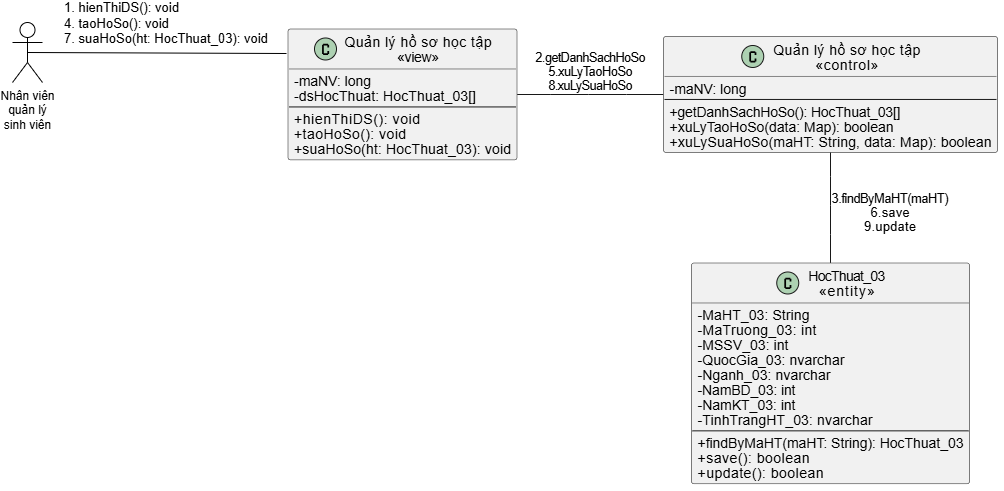 1. hienThiDS(): void
4. taoHoSo(): void
7. suaHoSo(ht: HocThuat_03): void
Nhân viên
quản lý
sinh viên
C
Quản lý hồ sơ học tập
«view»
-maNV: long
-dsHocThuat: HocThuat_03[]
+hienThiDS(): void
+taoHoSo(): void
+suaHoSo(ht: HocThuat_03): void
2.getDanhSachHoSo
5.xuLyTaoHoSo
8.xuLySuaHoSo
C
Quản lý hồ sơ học tập
«control»
-maNV: long
+getDanhSachHoSo(): HocThuat_03[]
+xuLyTaoHoSo(data: Map): boolean
+xuLySuaHoSo(maHT: String, data: Map): boolean
3.findByMaHT(maHT)
6.save
9.update
C
HocThuat_03
«entity»
-MaHT_03: String
-MaTruong_03: int
-MSSV_03: int
-QuocGia_03: nvarchar
-Nganh_03: nvarchar
-NamBD_03: int
-NamKT_03: int
-TinhTrangHT_03: nvarchar
+findByMaHT(maHT: String): HocThuat_03
+save(): boolean
+update(): boolean